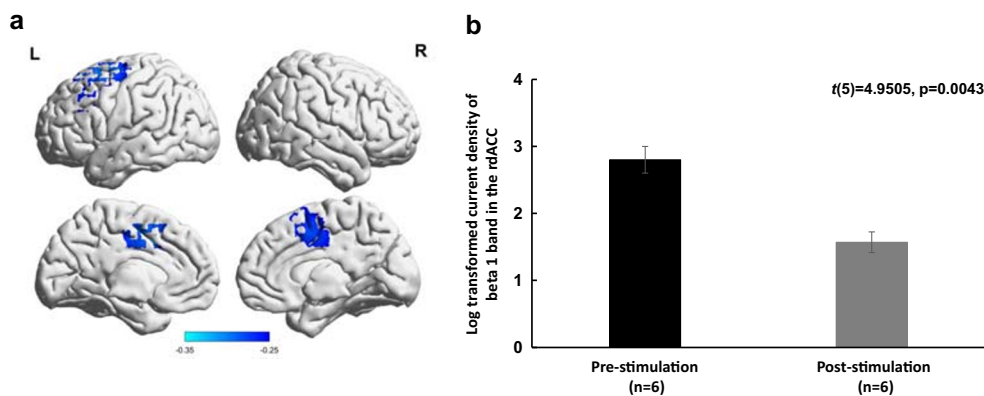 a
L
R
-0.35
-0.25
b
Log transformed current density of
beta 1 band in the rdACC
4
3
2
1
0
t(5)=4.9505, p=0.0043
Pre-stimulation
(n=6)
Post-stimulation
(n=6)